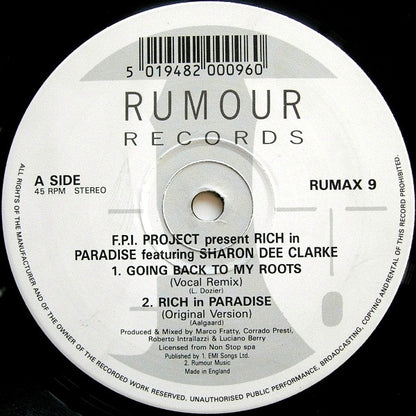 5 019482 000960
RUMOUR
RECORDS
A SIDE
45 RPM STEREO
RUMAX 9
F.P.I. PROJECT present RICH in
PARADISE featuring SHARON DEE CLARKE
1. GOING BACK TO MY ROOTS
(Vocal Remix)
(L. Dozier)
2. RICH in PARADISE
(Original Version)
(Aalgaard)
Produced & Mixed by Marco Fratty, Corrado Presti,
Roberto Intrallazzi & Luciano Berry
Licensed from Non Stop spa
Published by 1. EMI Songs Ltd.
2. Rumour Music
Made in England
ALL RIGHTS OF THE MANUFACTURER AND OF THE OWNER OF THE RECORDED WORK RESERVED. UNAUTHORISED PUBLIC PERFORMANCE, BROADCASTING, COPYING AND RENTAL OF THIS RECORD PROHIBITED.